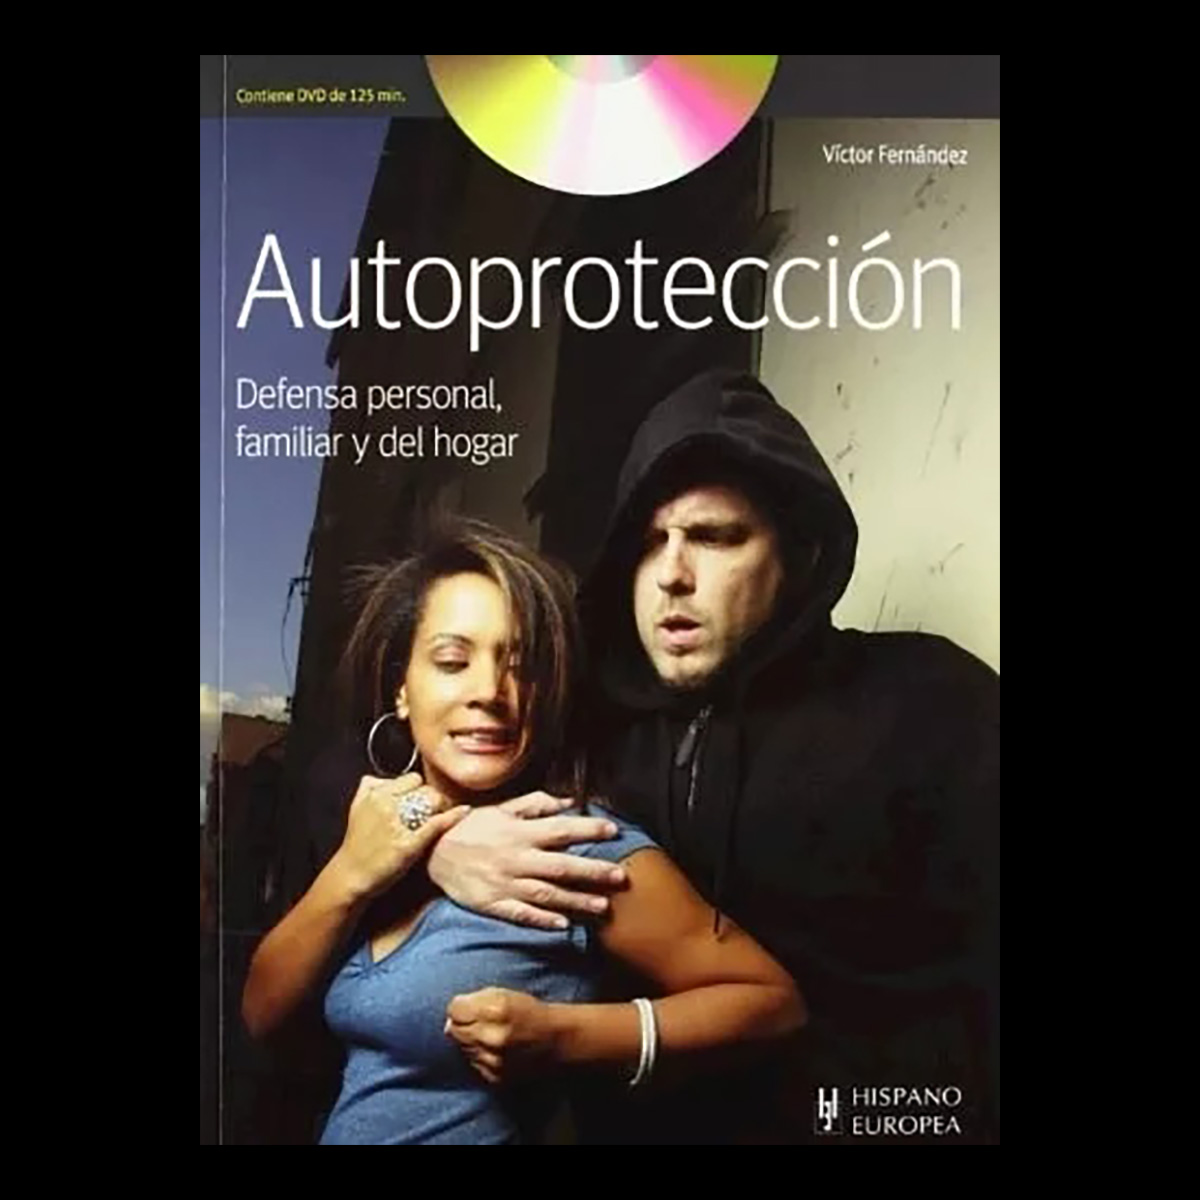 Contiene DVD de 125 min.
Víctor Fernández
Autoprotección
Defensa personal,
familiar y del hogar
HISPANO
EUROPEA